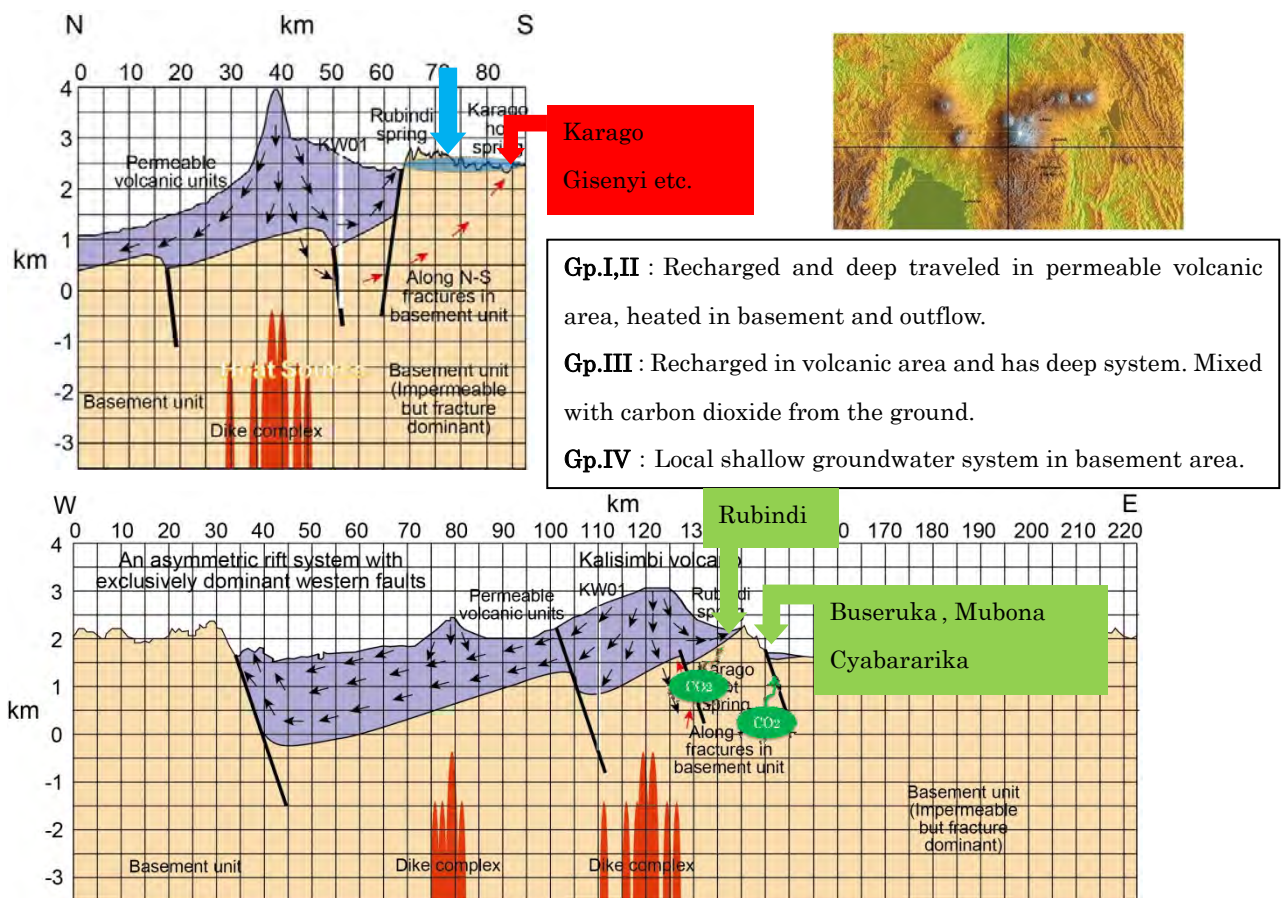 N km S
0 10 20 30 40 50 60 70 80
4
3
2
1
0
-1
-2
-3
km
Rubindi
spring
Karago
spring
KW01
Permeable
volcanic units
Along N-S
fractures in
basement unit
Heat Source
Basement unit
Dike complex
Basement unit
(Impermeable
but fracture
dominant)
Karago
Gisenyi etc.
Gp.I,II : Recharged and deep traveled in permeable volcanic
area, heated in basement and outflow.
Gp.III : Recharged in volcanic area and has deep system. Mixed
with carbon dioxide from the ground.
Gp.IV : Local shallow groundwater system in basement area.
W km E
0 10 20 30 40 50 60 70 80 90 100 110 120 170 180 190 200 210 220
4
3
2
1
0
-1
-2
-3
km
An asymmetric rift system with
exclusively dominant western faults
Permeable
volcanic units
Kalisimbi
KW01
Rubindi
Buseruka , Mubona
Cyabararika
CO2
Karago
Spring
CO2
Along
fractures in
basement unit
Basement unit
Dike complex
Dike complex
Basement unit
(Impermeable
but fracture
dominant)